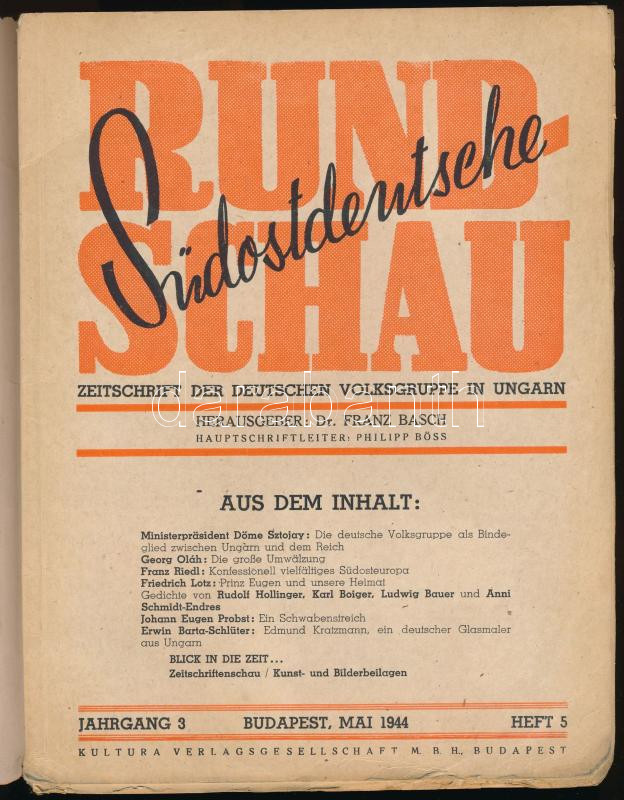 RUND-
Südostdeutsche
SCHAU
ZEITSCHRIFT DER DEUTSCHEN VOLKSGRUPPE IN UNGARN
darabanth
HERAUSGEBER: Dr. FRANZ BASCH
HAUPTSCHRIFTLEITER: PHILIPP BÖSS
AUS DEM INHALT:
Ministerpräsident Döme Sztojay: Die deutsche Volksgruppe als Binde-
glied zwischen Ungarn und dem Reich
Georg Oláh: Die große Umwälzung
Franz Riedl: Konfessionell vielfältiges Südosteuropa
Friedrich Lotz: Prinz Eugen und unsere Heimat
Gedichte von Rudolf Hollinger, Karl Boiger, Ludwig Bauer und Anni
Schmidt-Endres
Johann Eugen Probst: Ein Schwabenstreich
Erwin Barta-Schlüter: Edmund Kratzmann, ein deutscher Glasmaler
aus Ungarn
BLICK IN DIE ZEIT...
Zeitschriftenschau / Kunst- und Bilderbeilagen
JAHRGANG 3 BUDAPEST, MAI 1944 HEFT 5
KULTURA VERLAGSGESELLSCHAFT M. B. H., BUDAPEST